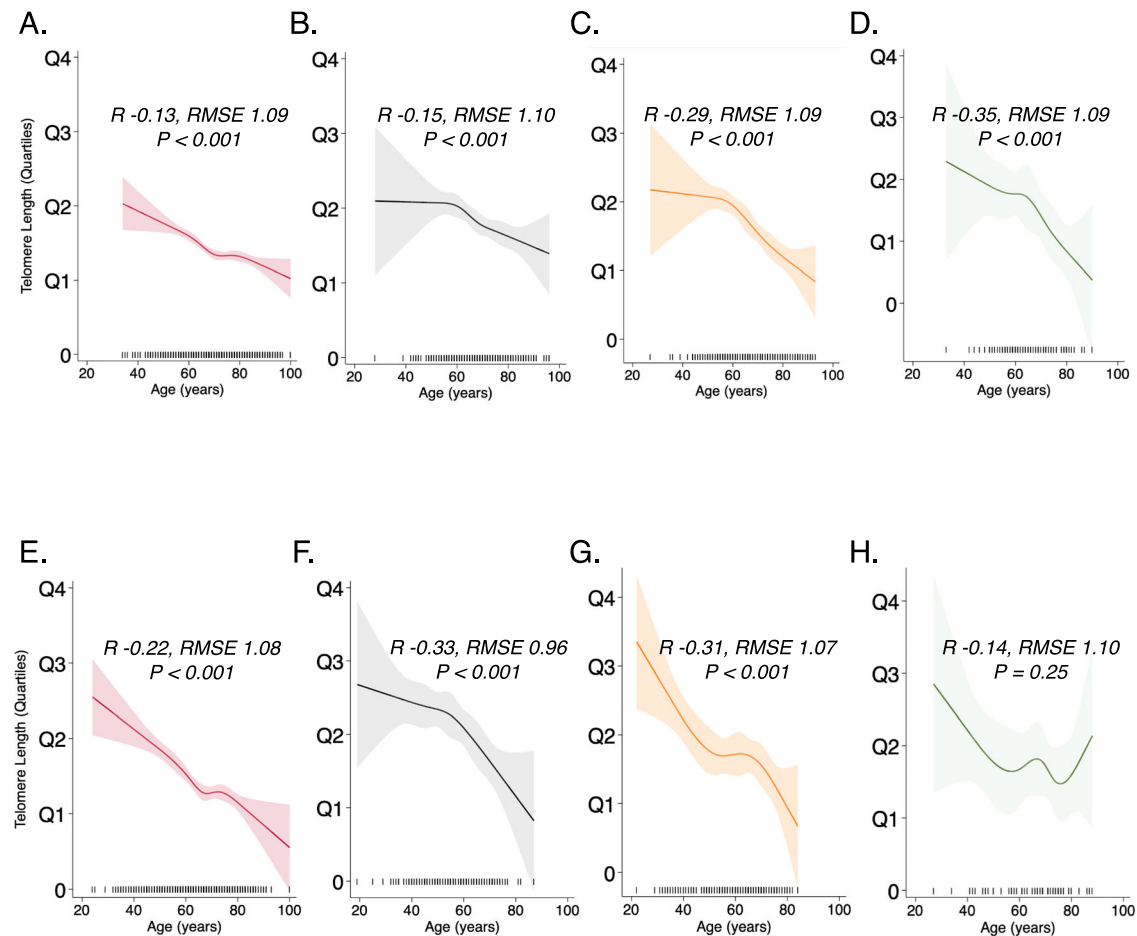 A.
Q4
Q3
Q2
Q1
0
Telomere Length (Quartiles)
R -0.13, RMSE 1.09
P < 0.001
20 40 60 80 100
Age (years)
B.
Q4
Q3
Q2
Q1
0
R -0.15, RMSE 1.10
P < 0.001
20 40 60 80 100
Age (years)
C.
Q4
Q3
Q2
Q1
0
R -0.29, RMSE 1.09
P < 0.001
20 40 60 80 100
Age (years)
D.
Q4
Q3
Q2
Q1
0
R -0.35, RMSE 1.09
P < 0.001
20 40 60 80 100
Age (years)
E.
Q4
Q3
Q2
Q1
0
Telomere Length (Quartiles)
R -0.22, RMSE 1.08
P < 0.001
20 40 60 80 100
Age (years)
F.
Q4
Q3
Q2
Q1
0
R -0.33, RMSE 0.96
P < 0.001
20 40 60 80 100
Age (years)
G.
Q4
Q3
Q2
Q1
0
R -0.31, RMSE 1.07
P < 0.001
20 40 60 80 100
Age (years)
H.
Q4
Q3
Q2
Q1
0
R -0.14, RMSE 1.10
P = 0.25
20 40 60 80 100
Age (years)